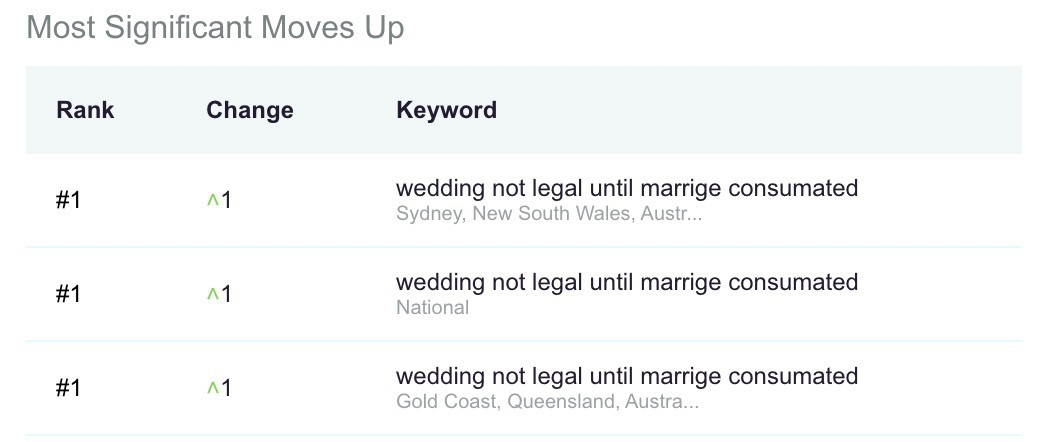 Most Significant Moves Up
Rank Change Keyword
#1 ^1 wedding not legal until marrige consumated
Sydney, New South Wales, Austr...
#1 ^1 wedding not legal until marrige consumated
National
#1 ^1 wedding not legal until marrige consumated
Gold Coast, Queensland, Austra...